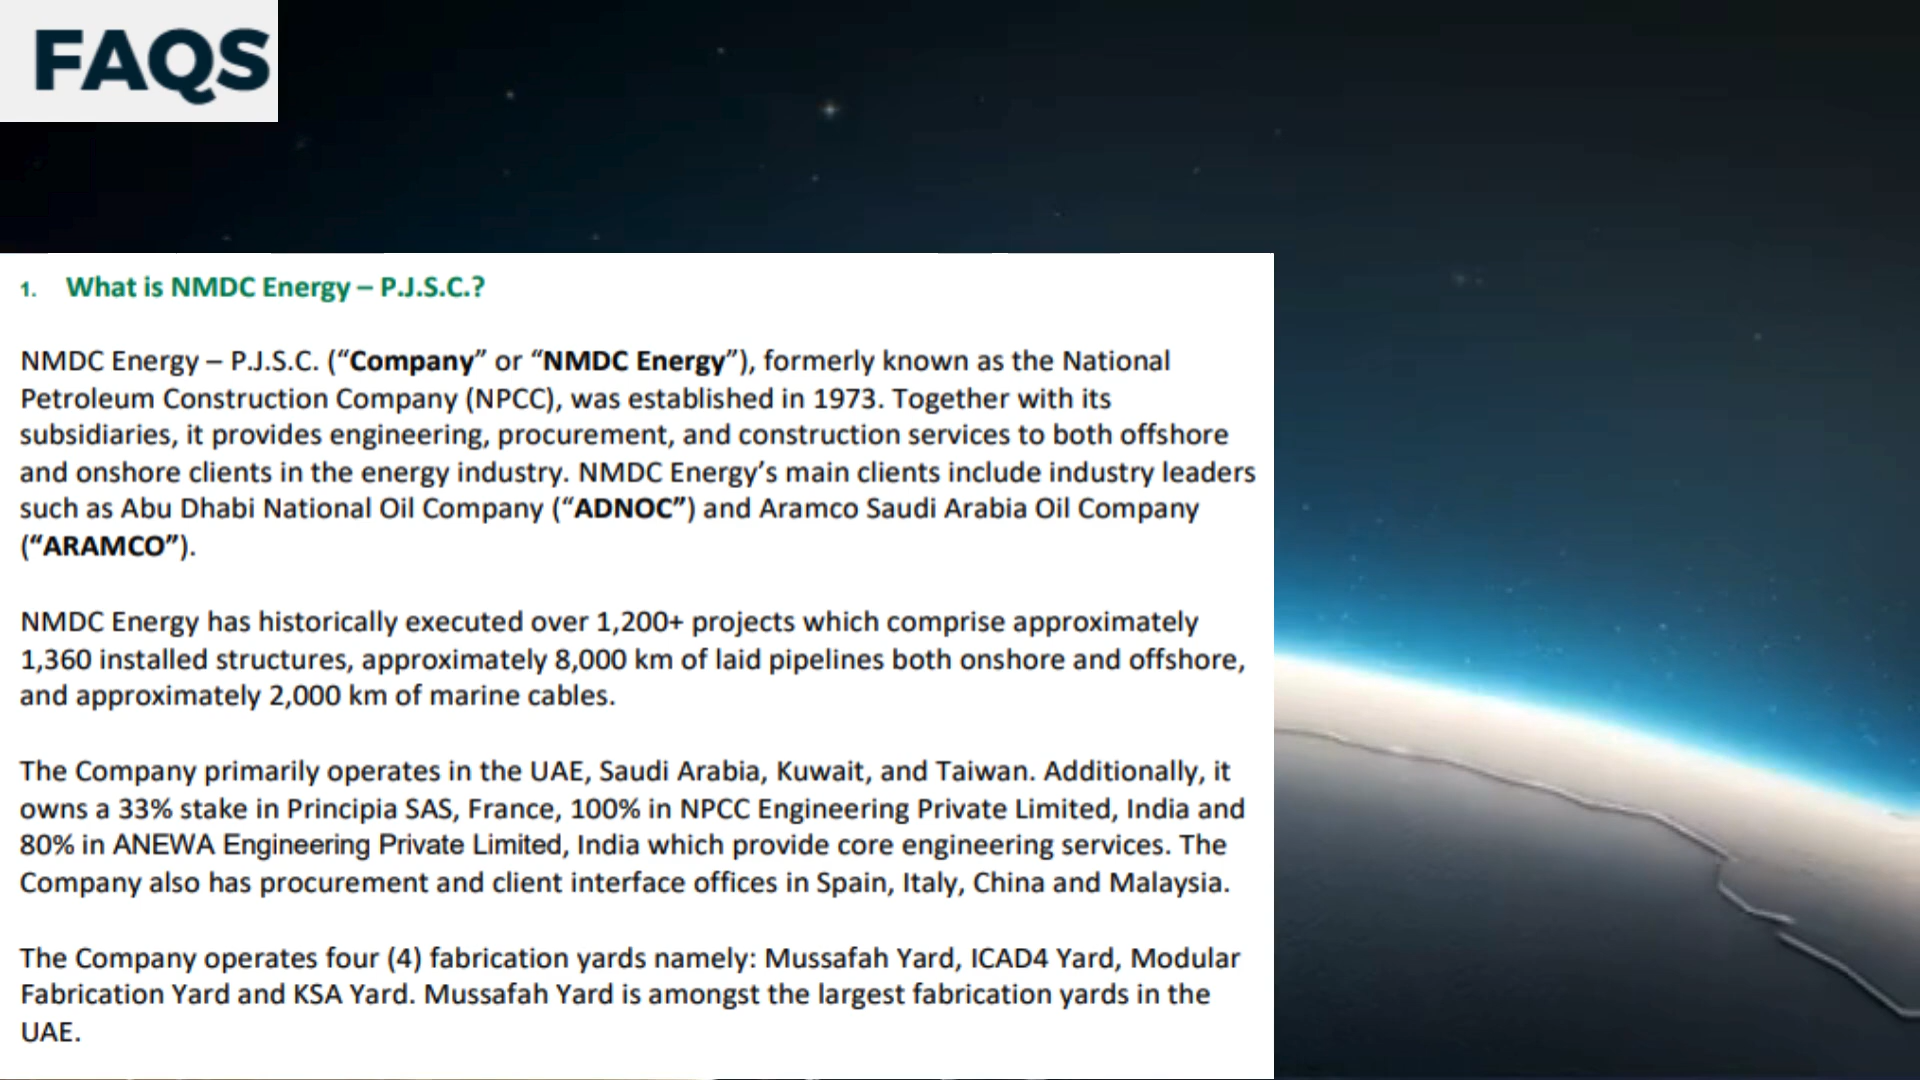 FAQS
1. What is NMDC Energy – P.J.S.C.?
NMDC Energy – P.J.S.C. (“Company” or “NMDC Energy”), formerly known as the National
Petroleum Construction Company (NPCC), was established in 1973. Together with its
subsidiaries, it provides engineering, procurement, and construction services to both offshore
and onshore clients in the energy industry. NMDC Energy’s main clients include industry leaders
such as Abu Dhabi National Oil Company (“ADNOC”) and Aramco Saudi Arabia Oil Company
(“ARAMCO”).
NMDC Energy has historically executed over 1,200+ projects which comprise approximately
1,360 installed structures, approximately 8,000 km of laid pipelines both onshore and offshore,
and approximately 2,000 km of marine cables.
The Company primarily operates in the UAE, Saudi Arabia, Kuwait, and Taiwan. Additionally, it
owns a 33% stake in Principia SAS, France, 100% in NPCC Engineering Private Limited, India and
80% in ANEWA Engineering Private Limited, India which provide core engineering services. The
Company also has procurement and client interface offices in Spain, Italy, China and Malaysia.
The Company operates four (4) fabrication yards namely: Mussafah Yard, ICAD4 Yard, Modular
Fabrication Yard and KSA Yard. Mussafah Yard is amongst the largest fabrication yards in the
UAE.